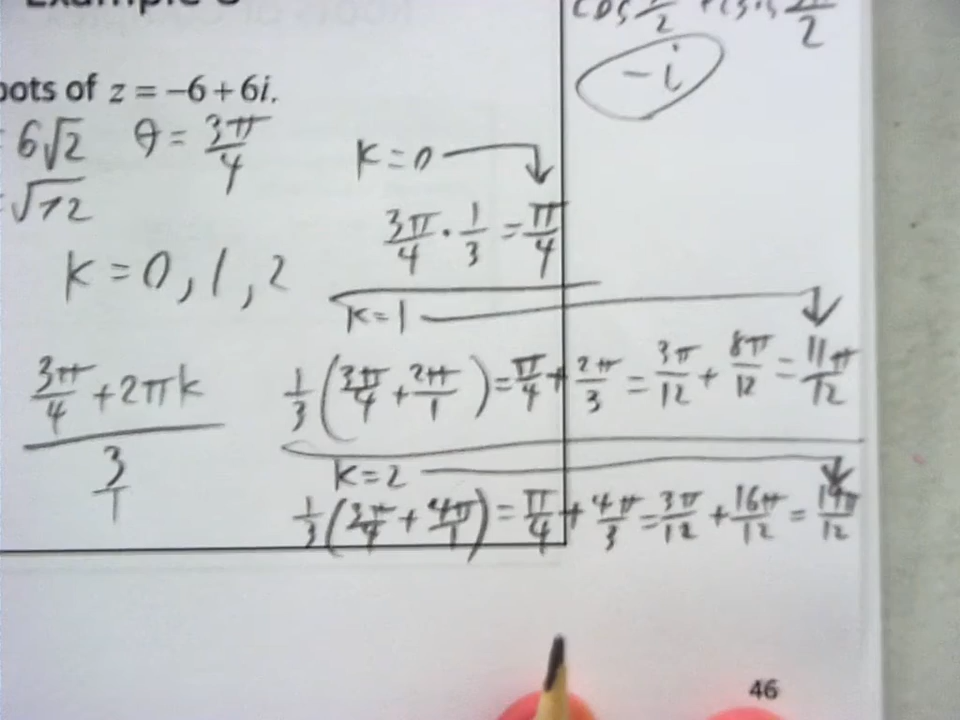 Example
cos /2 + i sin /2
-i
oots of z = −6 + 6i.
= 6√2 θ = 3π/4
= √72
k = 0, 1, 2
(3π/4 + 2πk)/(3/1)
k = 0
3π/4 · 1/3 = π/4
k = 1
1/3 (3π/4 + 2π/1) = π/4 + 2π/3 = 3π/12 + 8π/12 = 11π/12
k = 2
1/3 (3π/4 + 4π/1) = π/4 + 4π/3 = 3π/12 + 16π/12 = 19π/12
46